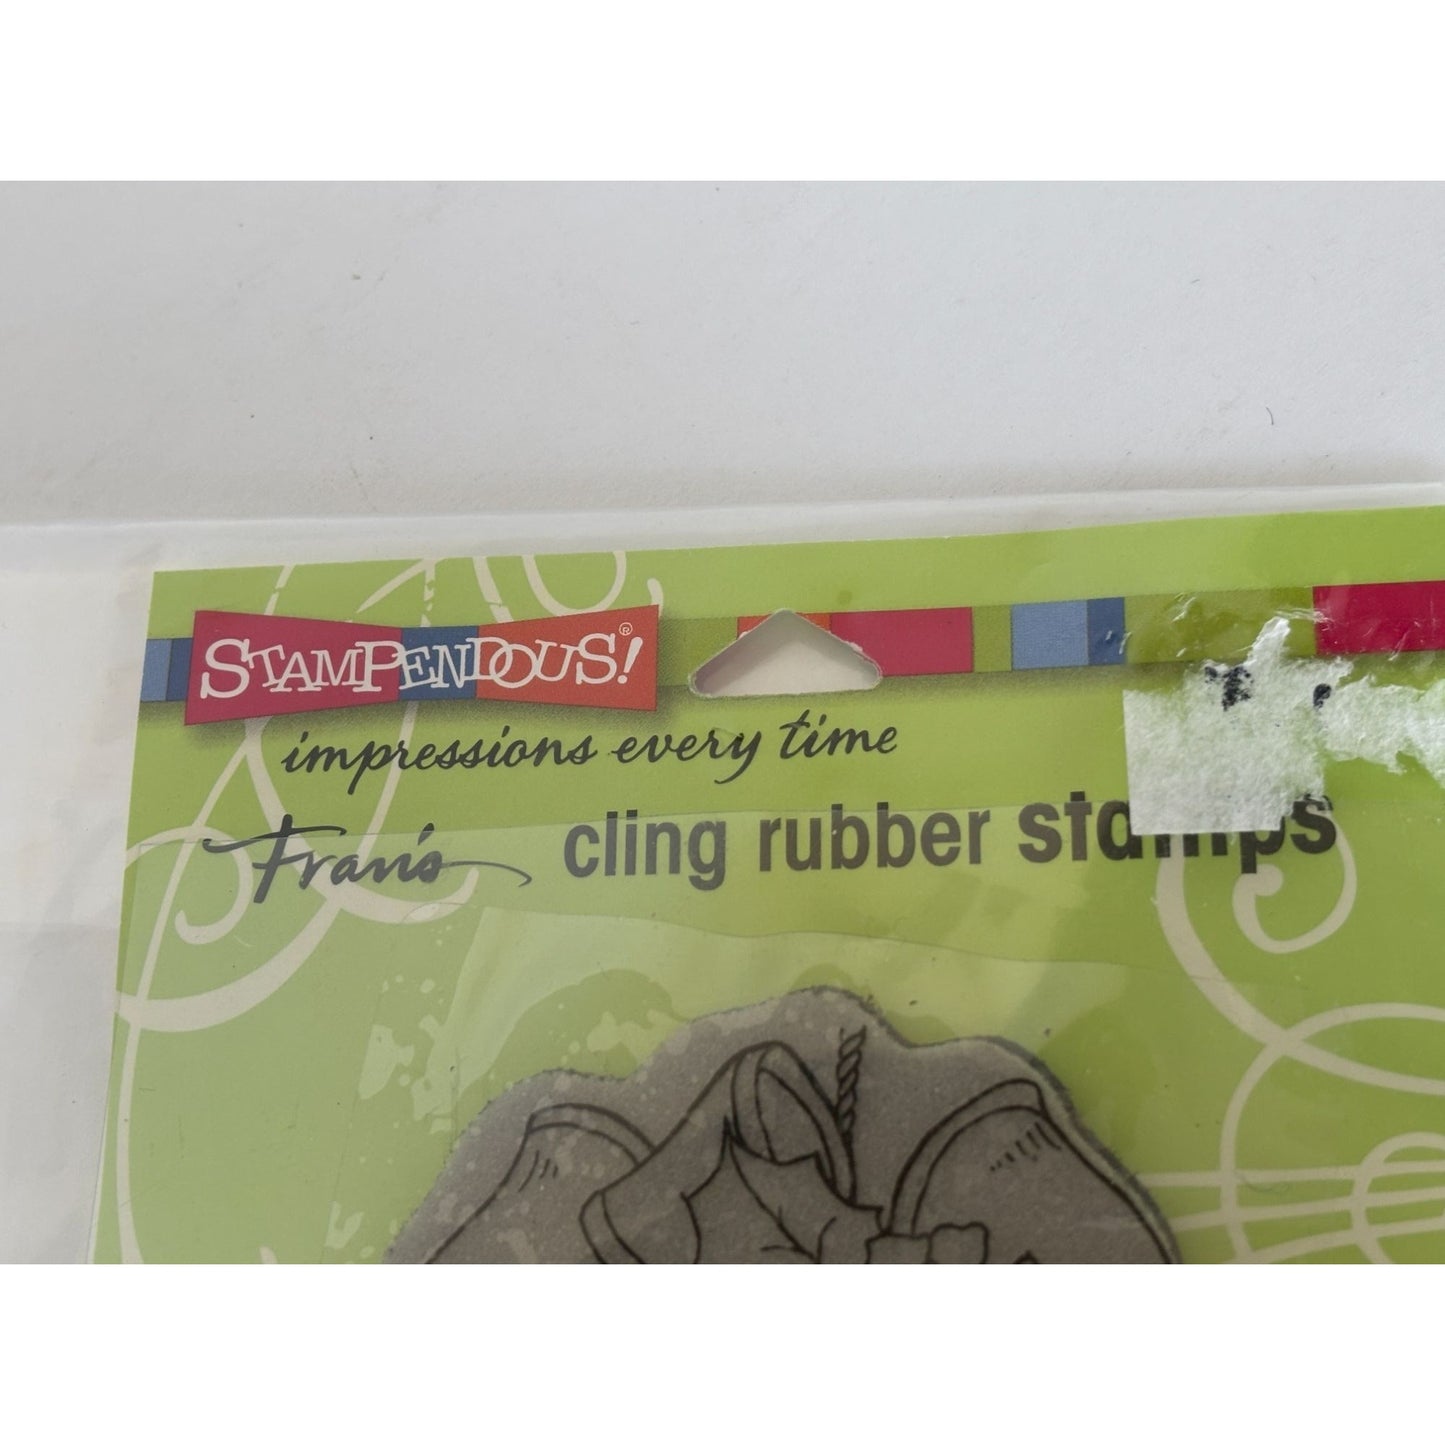 STAMPENDOUS!®
impressions every time
Fran's cling rubber stamps